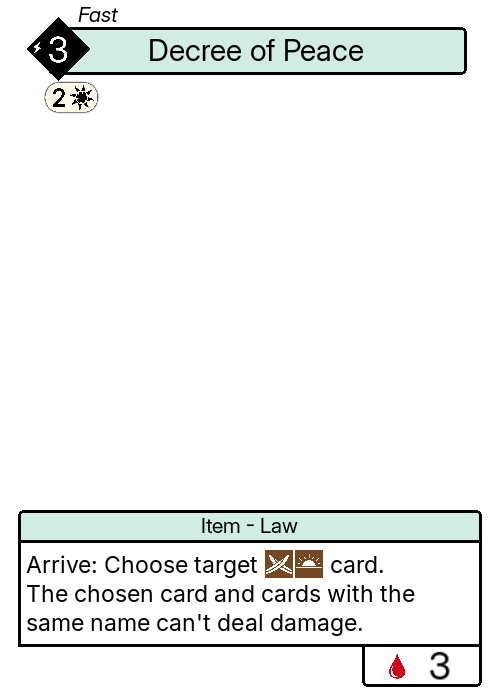 Fast
3
Decree of Peace
2
Item - Law
Arrive: Choose target card.
The chosen card and cards with the
same name can't deal damage.
3